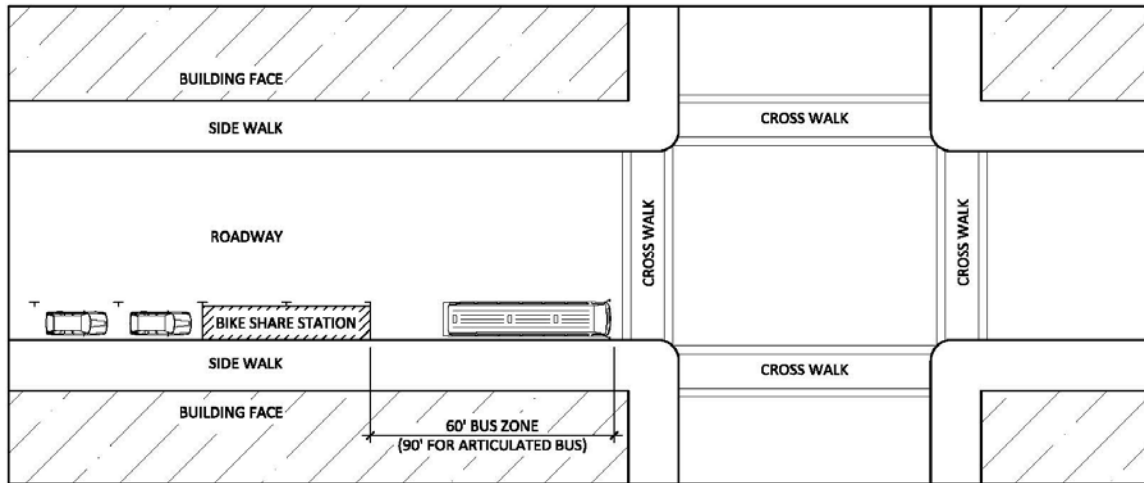 BUILDING FACE
SIDE WALK
CROSS WALK
ROADWAY
CROSS WALK
CROSS WALK
BIKE SHARE STATION
SIDE WALK
CROSS WALK
BUILDING FACE
60' BUS ZONE
(90' FOR ARTICULATED BUS)